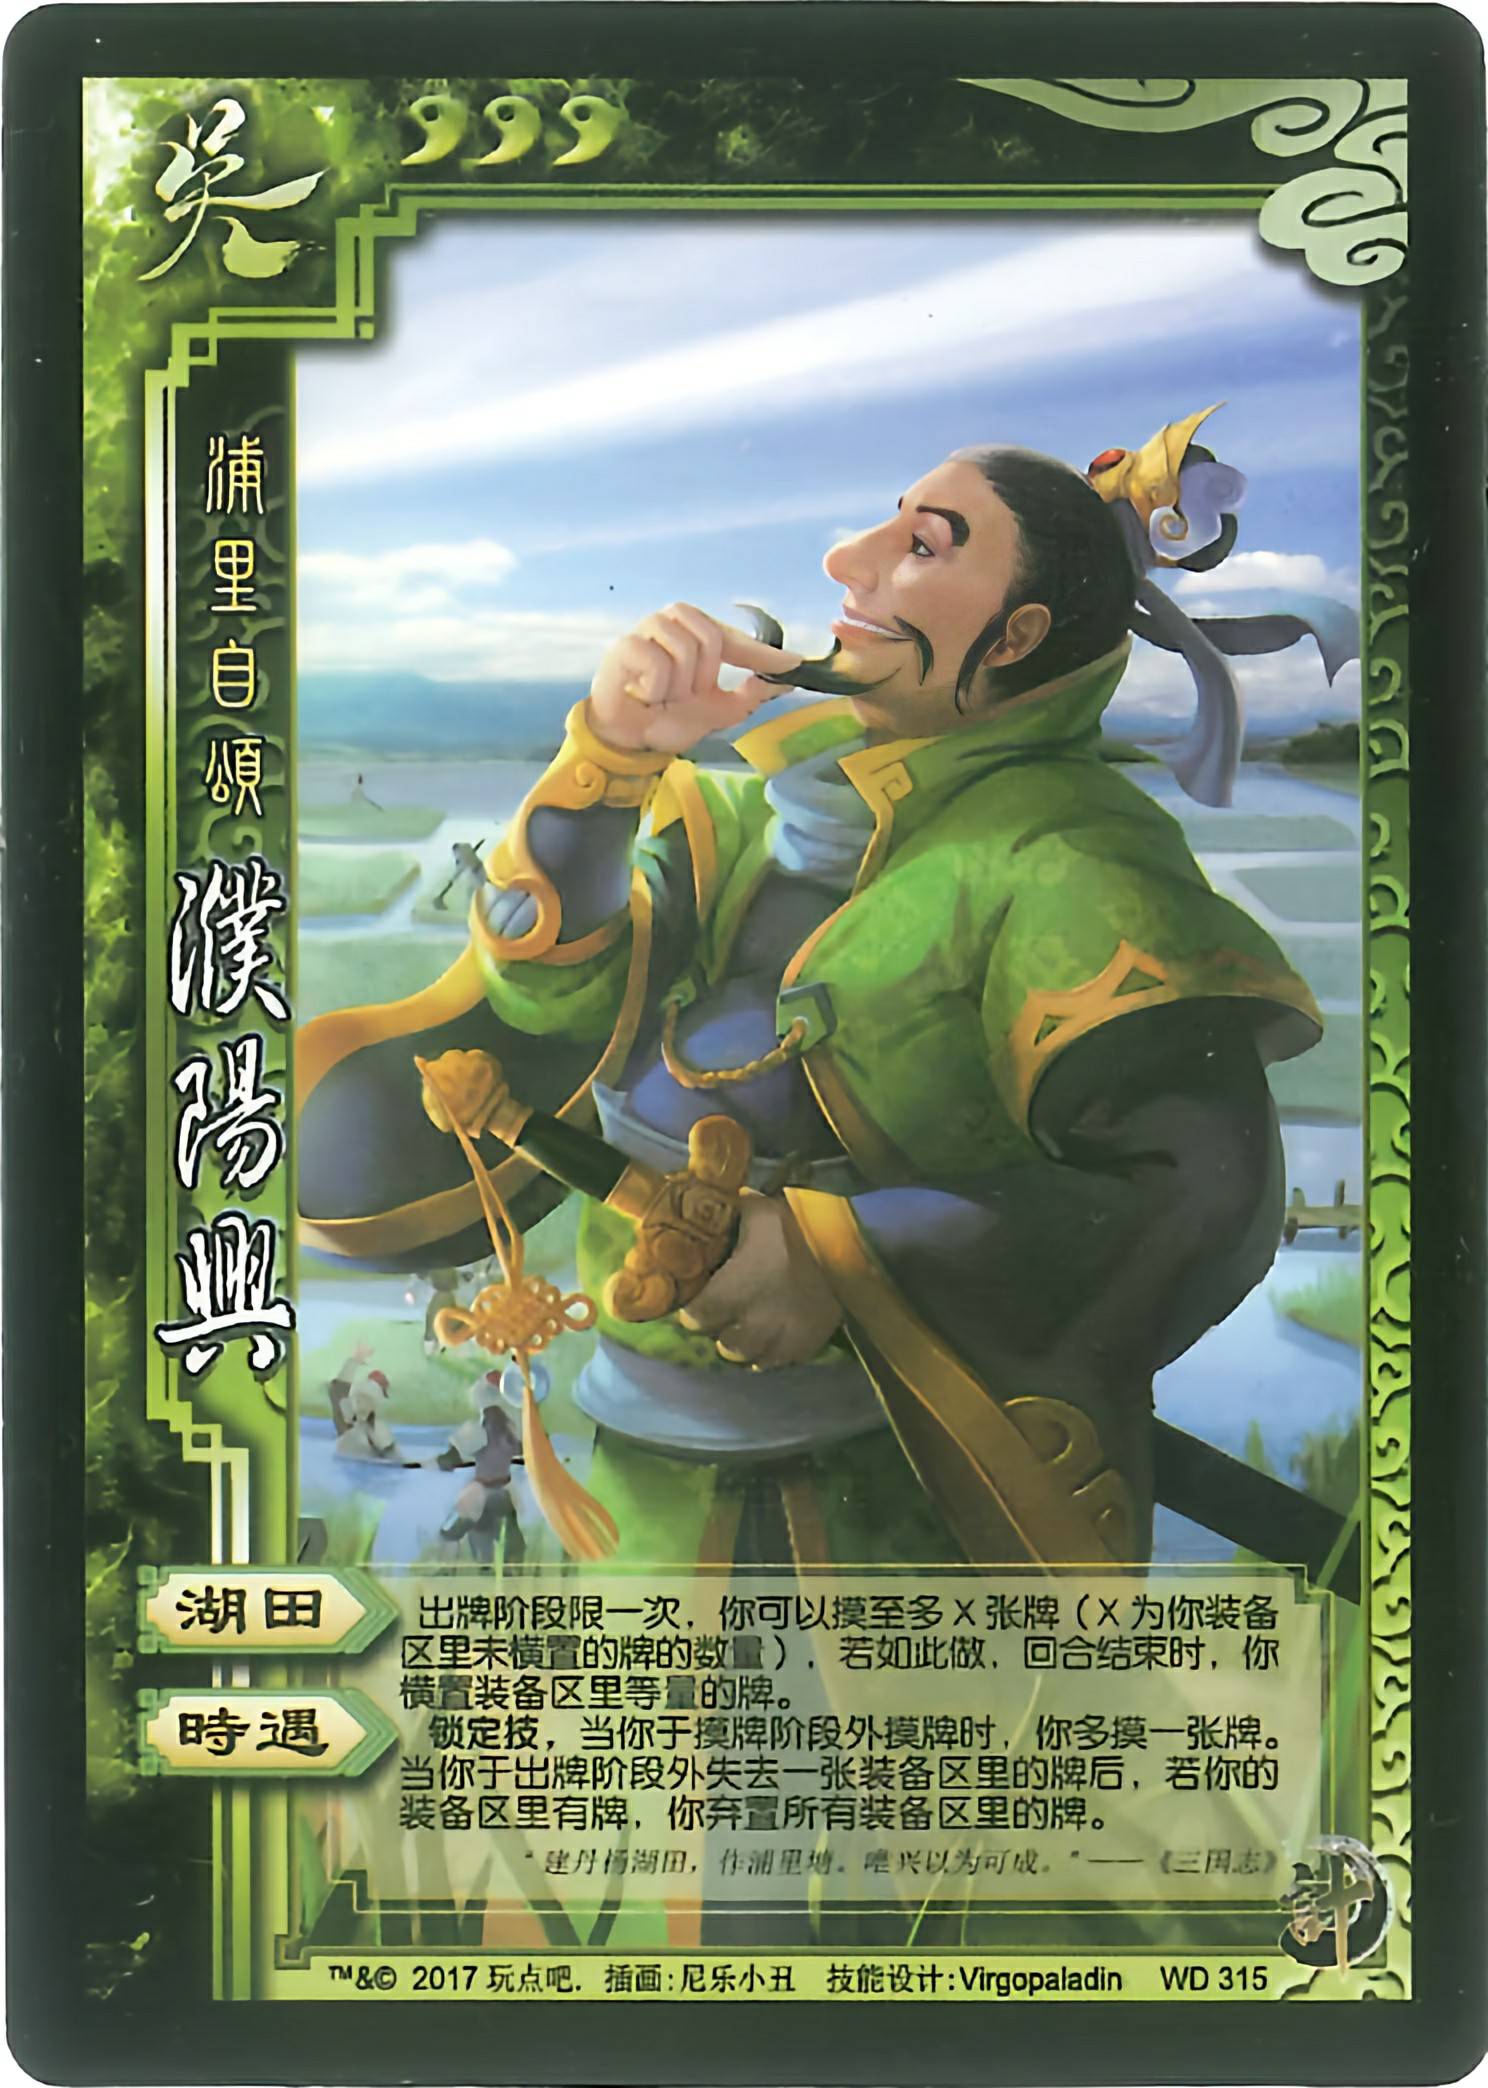 吴
浦里自頌
濮陽興
湖田
出牌阶段限一次，你可以摸至多X张牌（X为你装备
区里未横置的牌的数量），若如此做，回合结束时，你
横置装备区里等量的牌。
時遇
锁定技，当你于摸牌阶段外摸牌时，你多摸一张牌。
当你于出牌阶段外失去一张装备区里的牌后，若你的
装备区里有牌，你弃置所有装备区里的牌。
“建丹杨湖田，作浦里塘。唯兴以为可成。”——《三国志》
™&© 2017 玩点吧. 插画:尼乐小丑 技能设计:Virgopaladin WD 315